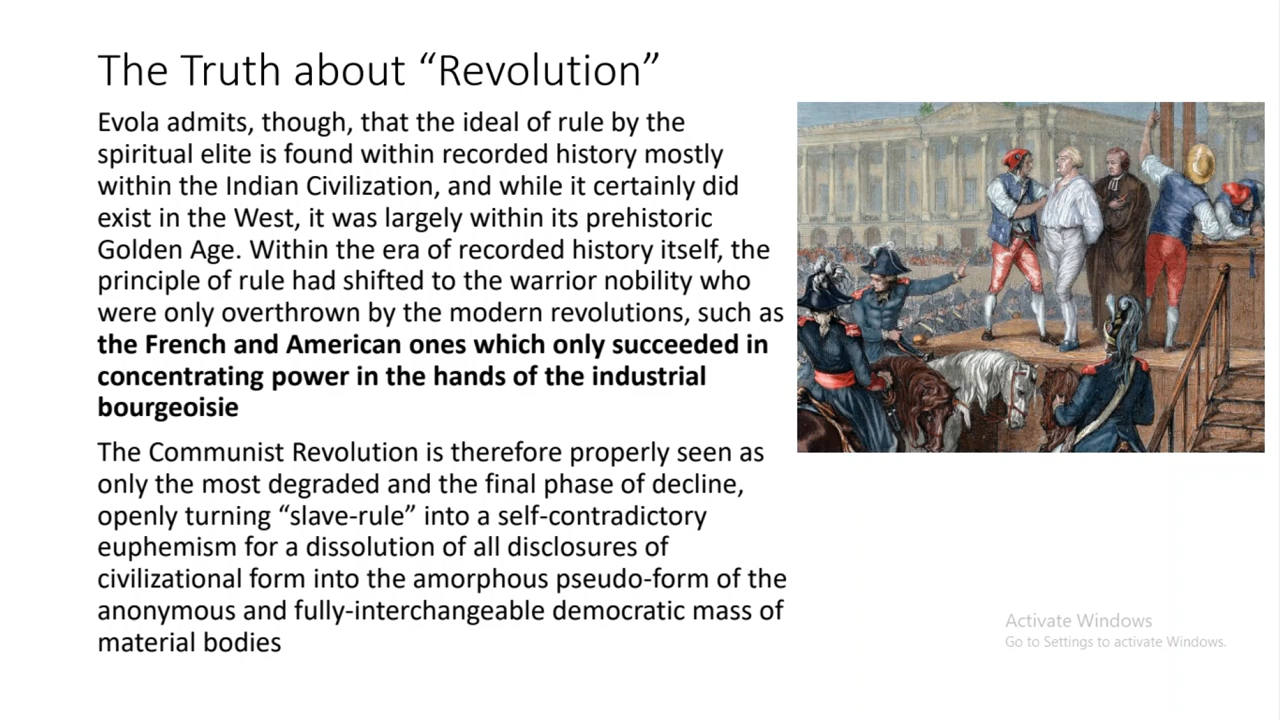 The Truth about “Revolution”
Evola admits, though, that the ideal of rule by the
spiritual elite is found within recorded history mostly
within the Indian Civilization, and while it certainly did
exist in the West, it was largely within its prehistoric
Golden Age. Within the era of recorded history itself, the
principle of rule had shifted to the warrior nobility who
were only overthrown by the modern revolutions, such as
the French and American ones which only succeeded in
concentrating power in the hands of the industrial
bourgeoisie
The Communist Revolution is therefore properly seen as
only the most degraded and the final phase of decline,
openly turning “slave-rule” into a self-contradictory
euphemism for a dissolution of all disclosures of
civilizational form into the amorphous pseudo-form of the
anonymous and fully-interchangeable democratic mass of
material bodies
Activate Windows
Go to Settings to activate Windows.